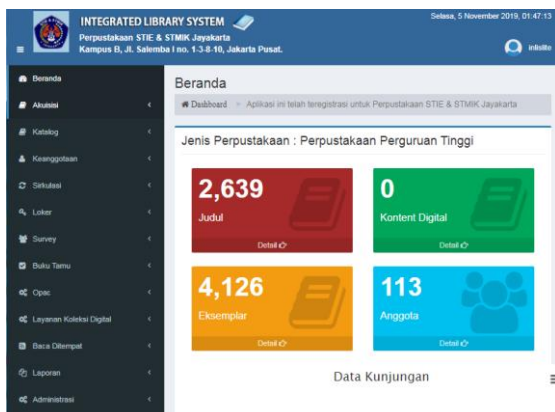 INTEGRATED LIBRARY SYSTEM
Selasa, 5 November 2019, 01:47:13
Perpustakaan STIE & STMIK Jayakarta
Kampus B, Jl. Salemba I no. 1-3-8-10, Jakarta Pusat.
inlislite
Beranda
Akuisisi
Katalog
Keanggotaan
Sirkulasi
Loker
Survey
Buku Tamu
Opac
Layanan Koleksi Digital
Baca Ditempat
Laporan
Administrasi
Beranda
Dashboard > Aplikasi ini telah teregistrasi untuk Perpustakaan STIE & STMIK Jayakarta
Jenis Perpustakaan : Perpustakaan Perguruan Tinggi
2,639
Judul
Detail
0
Kontent Digital
Detail
4,126
Eksemplar
Detail
113
Anggota
Detail
Data Kunjungan